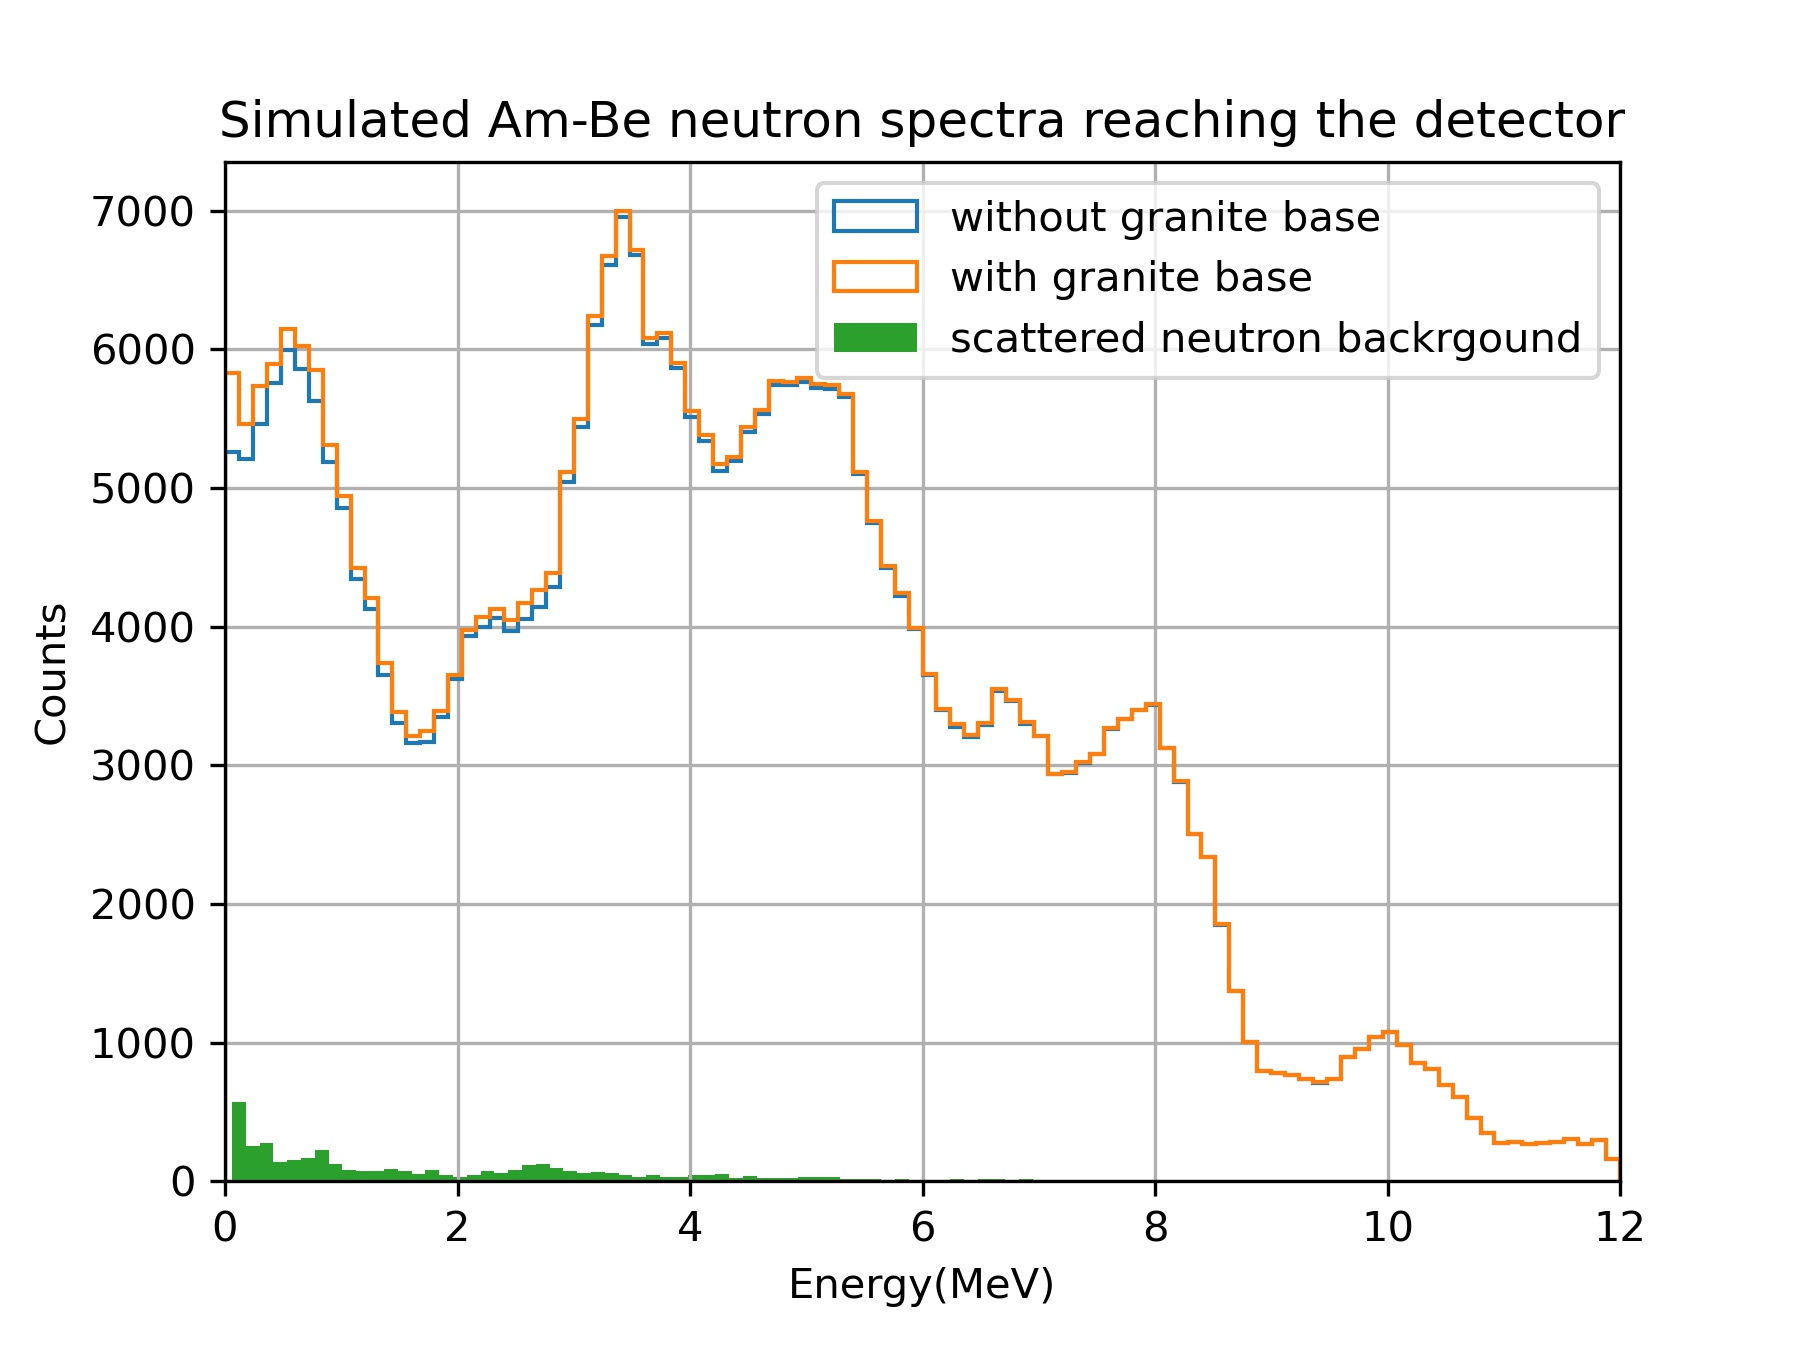 Simulated Am-Be neutron spectra reaching the detector
without granite base
with granite base
scattered neutron backrgound
7000
6000
5000
4000
3000
2000
1000
0
Counts
0 2 4 6 8 10 12
Energy(MeV)